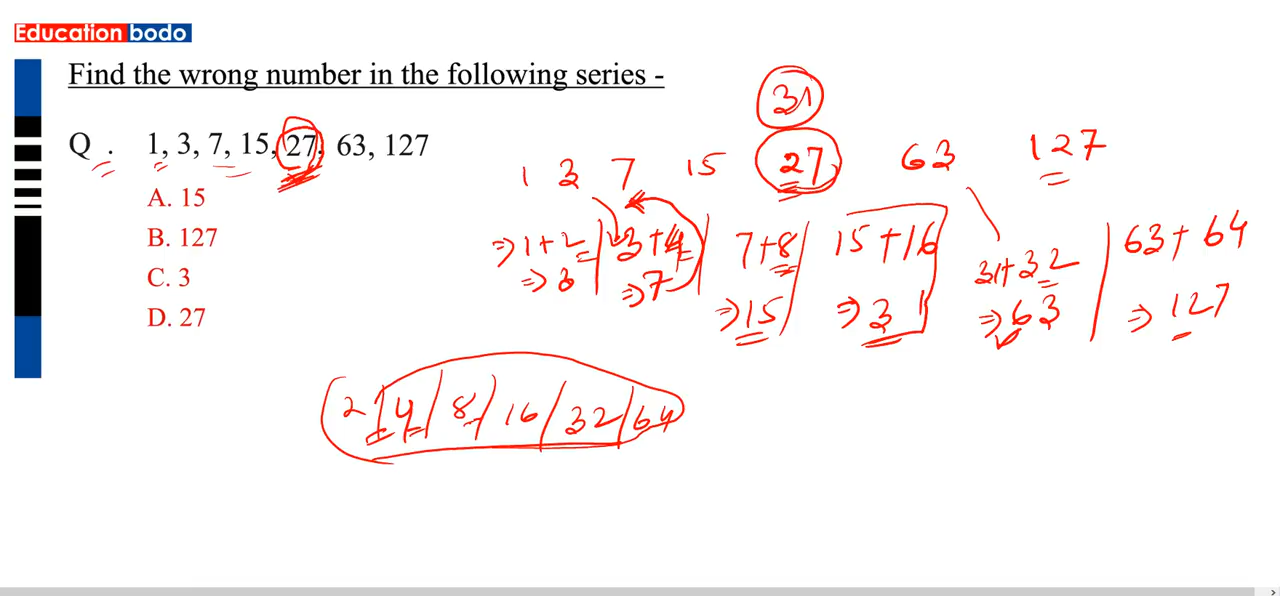 Education bodo
Find the wrong number in the following series -
Q . 1, 3, 7, 15, 27, 63, 127
A. 15
B. 127
C. 3
D. 27
31
1 3 7 15 27 63 127
⇒ 1+2 | 3+4 | 7+8 | 15+16 | 31+32 | 63+64
⇒ 3 | ⇒ 7 | ⇒ 15 | ⇒ 31 | ⇒ 63 | ⇒ 127
2 | 4 | 8 | 16 | 32 | 64